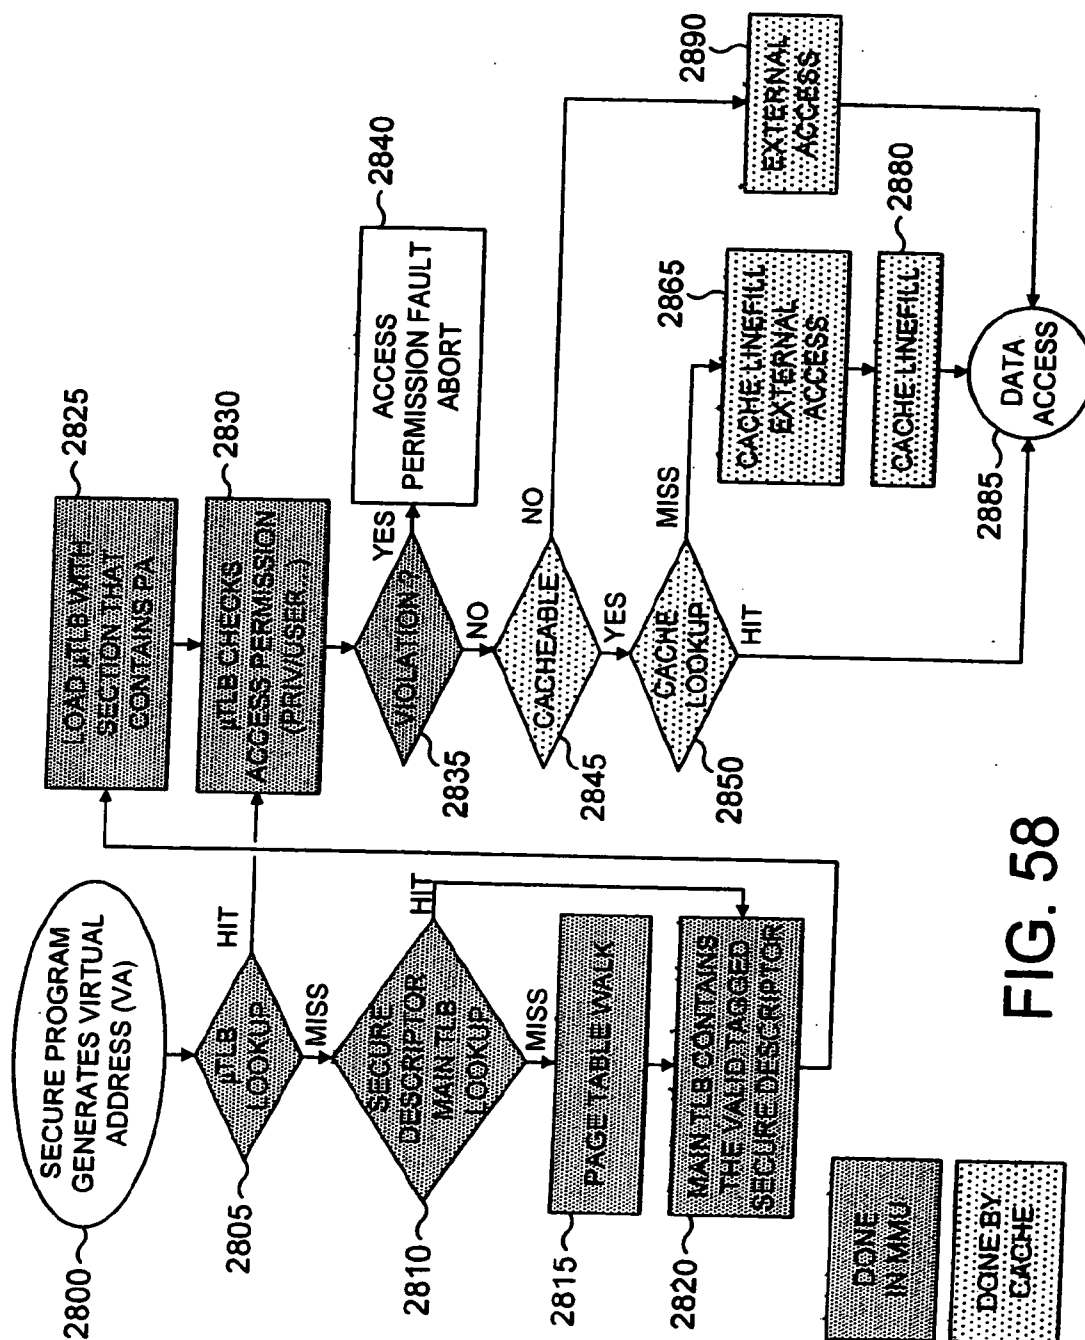 2800
SECURE PROGRAM
GENERATES VIRTUAL
ADDRESS (VA)
2805
µTLB
LOOKUP
HIT
MISS
2810
SECURE
DESCRIPTOR
MAIN TLB
LOOKUP
HIT
MISS
2815
PAGE TABLE WALK
2820
MAIN TLB CONTAINS
THE VALID TAGGED
SECURE DESCRIPTOR
2825
LOAD µTLB WITH
SECTION THAT
CONTAINS PA
2830
µTLB CHECKS
ACCESS PERMISSION
(PRIV/USER...)
2835
VIOLATION ?
YES
NO
2840
ACCESS
PERMISSION FAULT
ABORT
2845
CACHEABLE
NO
YES
2850
CACHE
LOOKUP
MISS
HIT
2865
CACHE LINEFILL
EXTERNAL
ACCESS
2880
CACHE LINEFILL
2890
EXTERNAL
ACCESS
2885
DATA
ACCESS
DONE
IN MMU
DONE BY
CACHE
FIG. 58